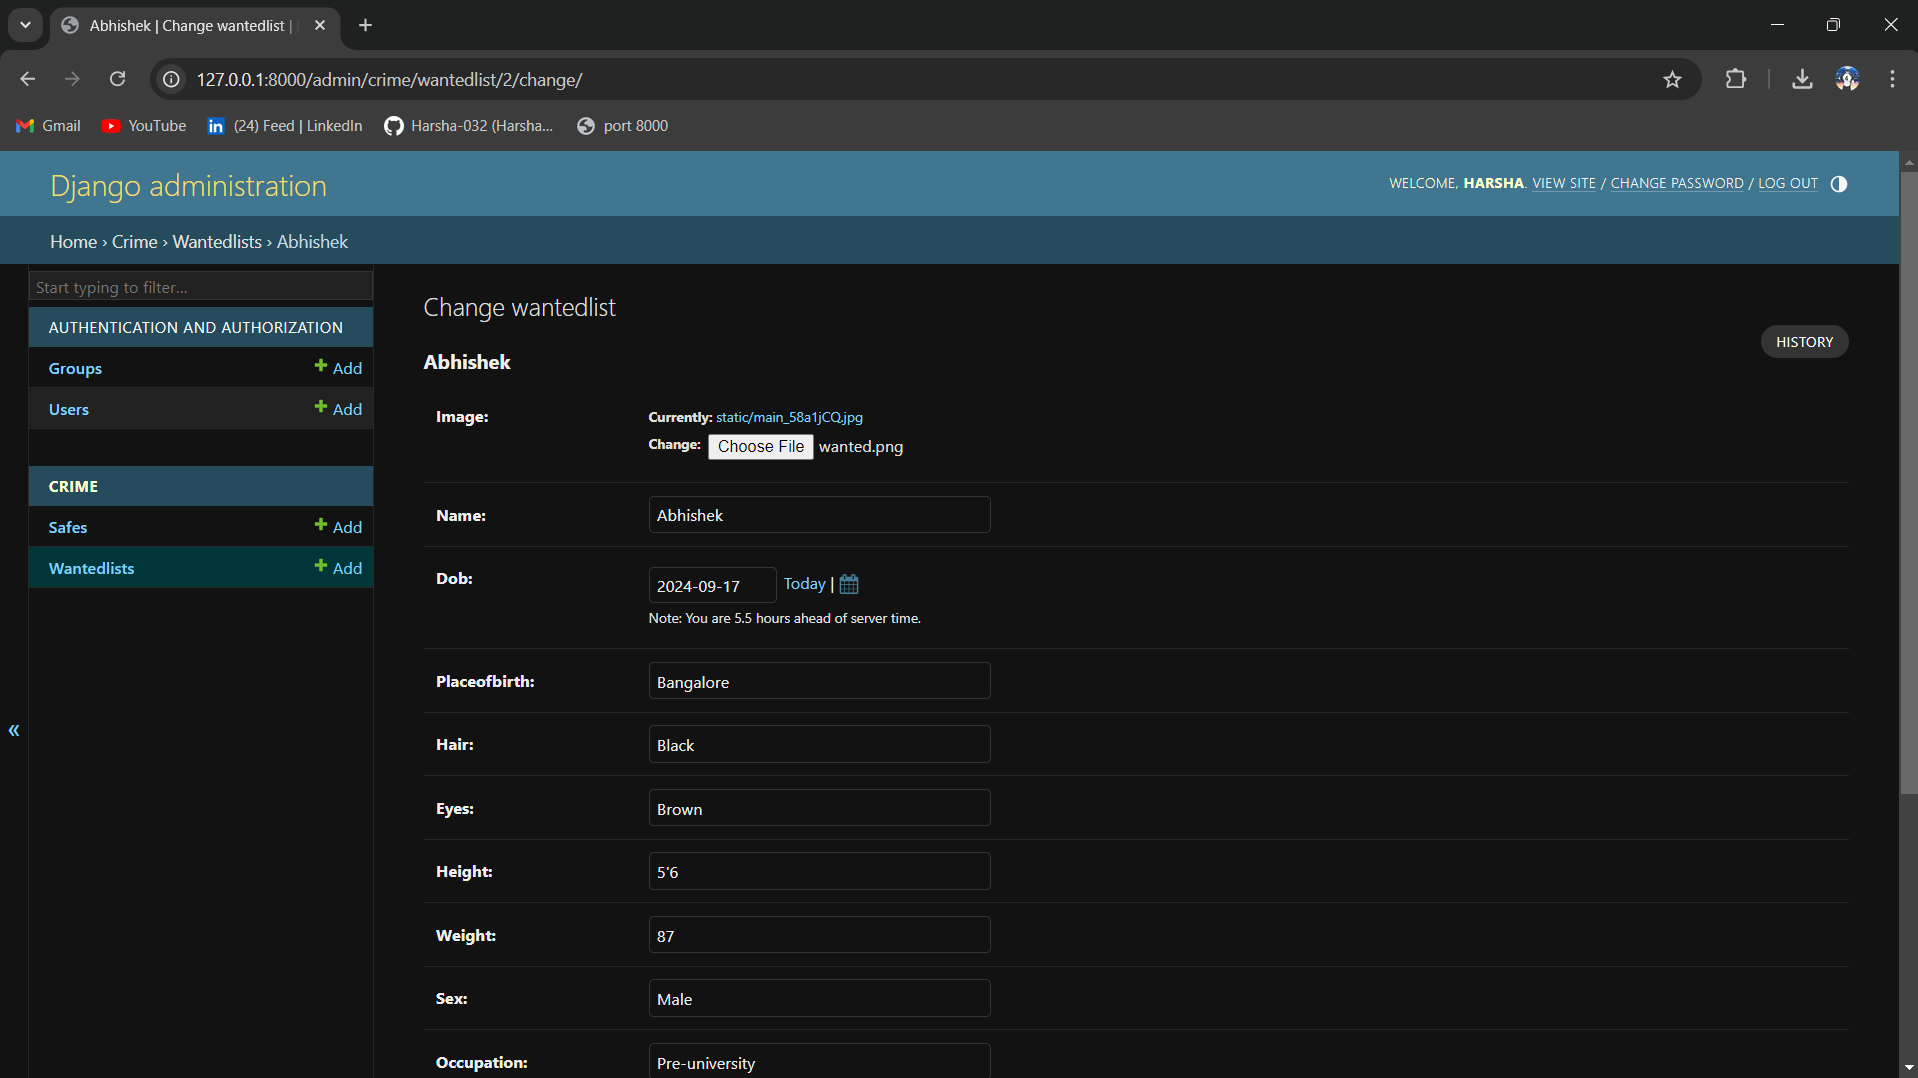 Abhishek | Change wantedlist |
127.0.0.1:8000/admin/crime/wantedlist/2/change/
Gmail YouTube (24) Feed | LinkedIn Harsha-032 (Harsha... port 8000
Django administration
WELCOME, HARSHA. VIEW SITE / CHANGE PASSWORD / LOG OUT
Home › Crime › Wantedlists › Abhishek
Start typing to filter...
AUTHENTICATION AND AUTHORIZATION
Groups + Add
Users + Add
CRIME
Safes + Add
Wantedlists + Add
«
Change wantedlist
HISTORY
Abhishek
Image: Currently: static/main_58a1jCQ.jpg
Change: Choose File wanted.png
Name: Abhishek
Dob: 2024-09-17 Today |
Note: You are 5.5 hours ahead of server time.
Placeofbirth: Bangalore
Hair: Black
Eyes: Brown
Height: 5'6
Weight: 87
Sex: Male
Occupation: Pre-university